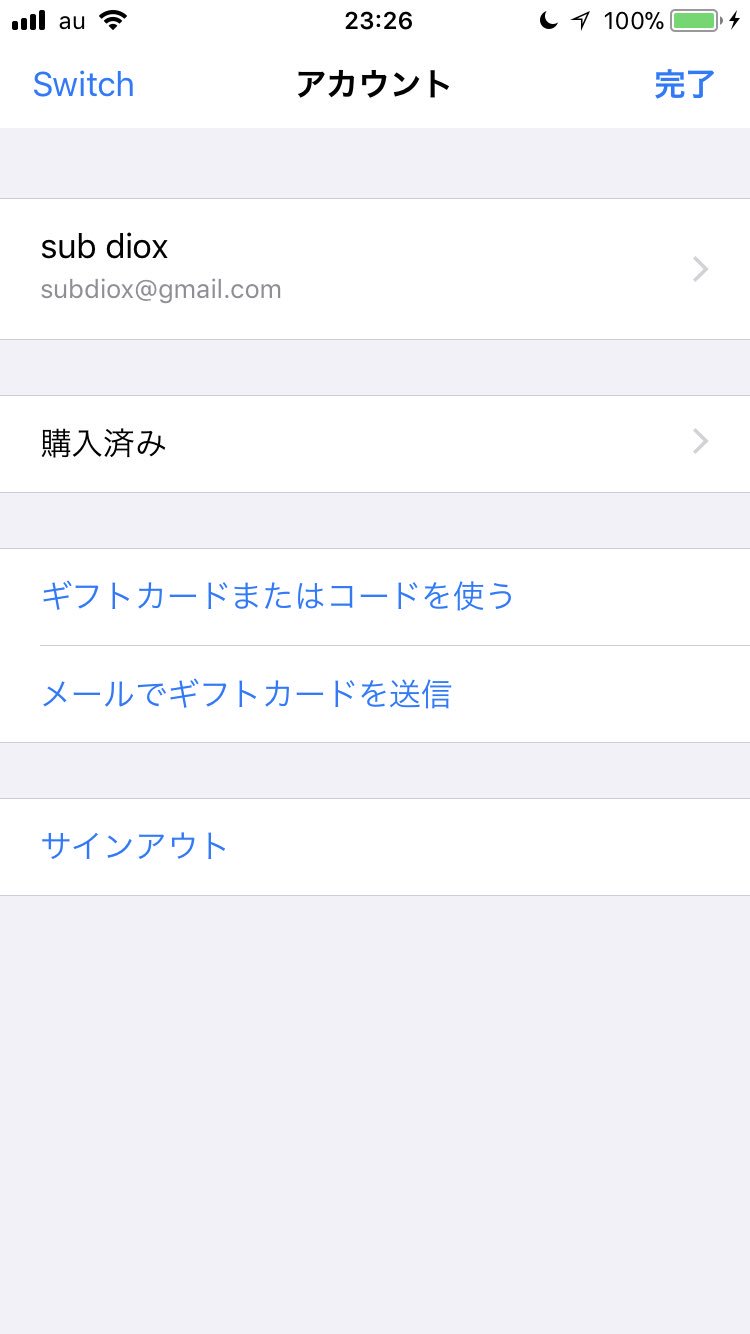 au 23:26 100%
Switch アカウント 完了
sub diox
subdiox@gmail.com
購入済み
ギフトカードまたはコードを使う
メールでギフトカードを送信
サインアウト